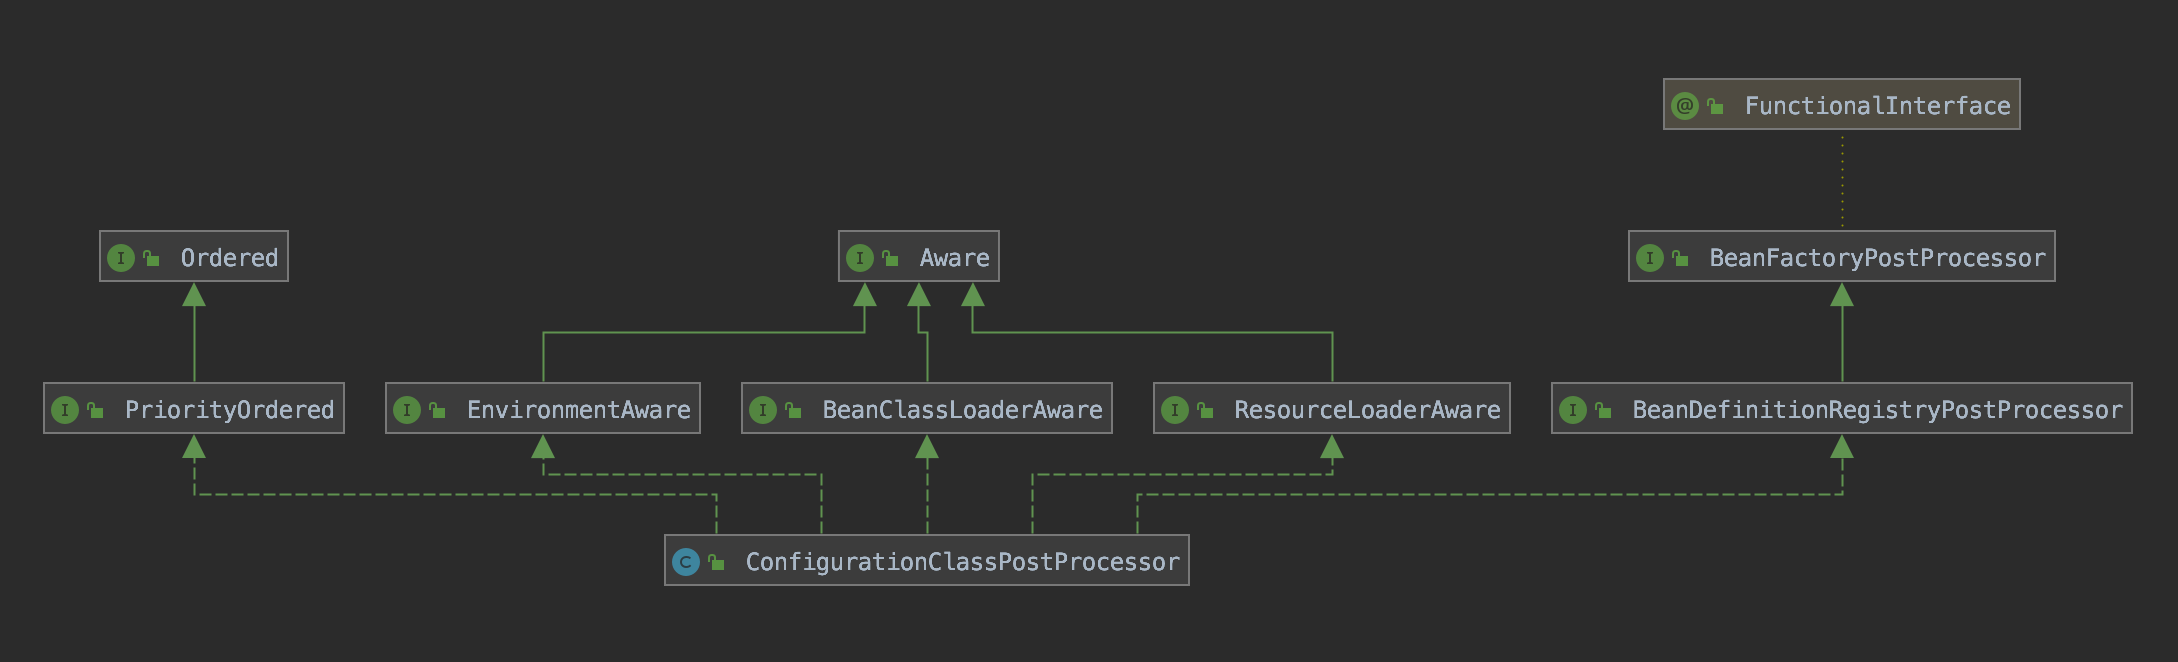 @ FunctionalInterface
I Ordered
I Aware
I BeanFactoryPostProcessor
I PriorityOrdered
I EnvironmentAware
I BeanClassLoaderAware
I ResourceLoaderAware
I BeanDefinitionRegistryPostProcessor
C ConfigurationClassPostProcessor